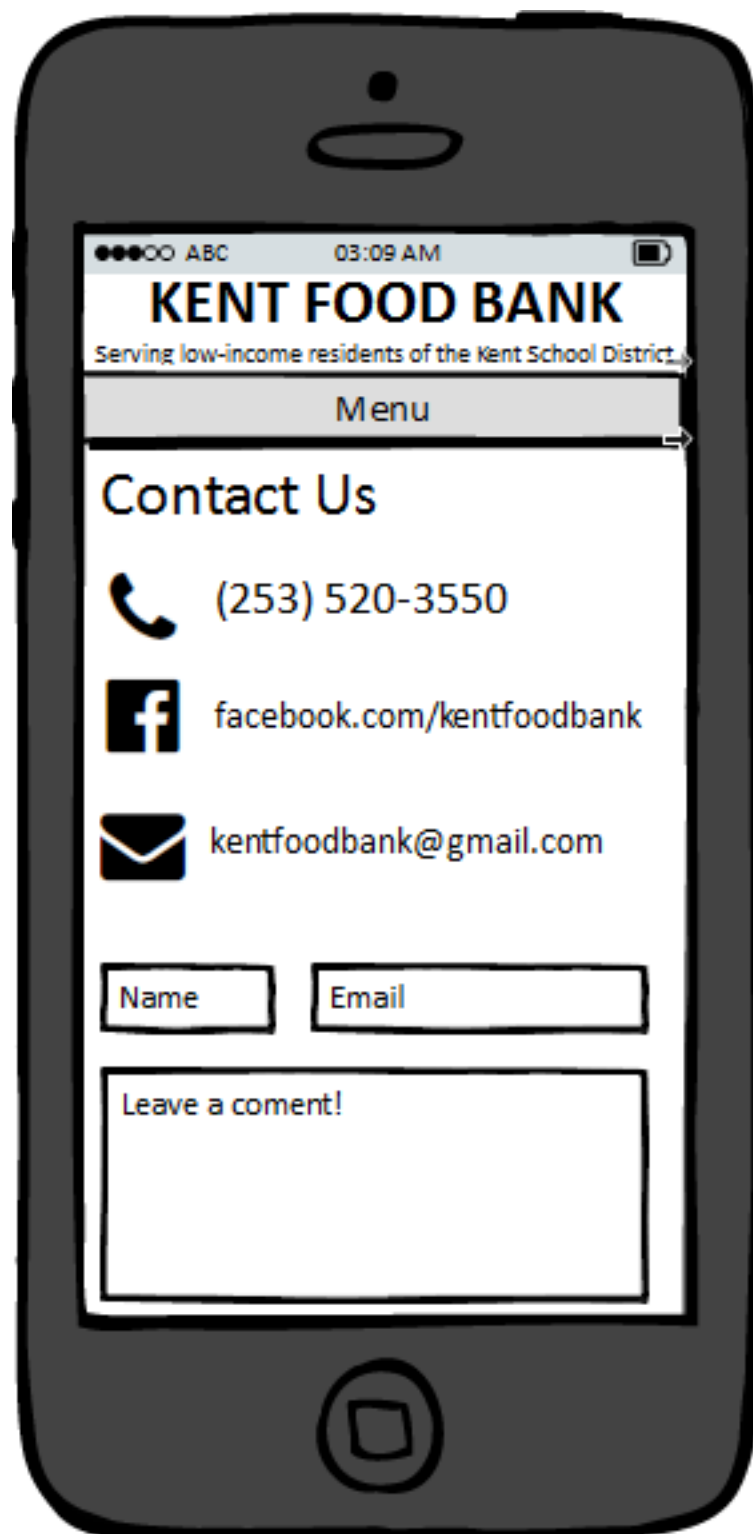 ABC 03:09 AM
KENT FOOD BANK
Serving low-income residents of the Kent School District
Menu
Contact Us
(253) 520-3550
facebook.com/kentfoodbank
kentfoodbank@gmail.com
Name Email
Leave a coment!